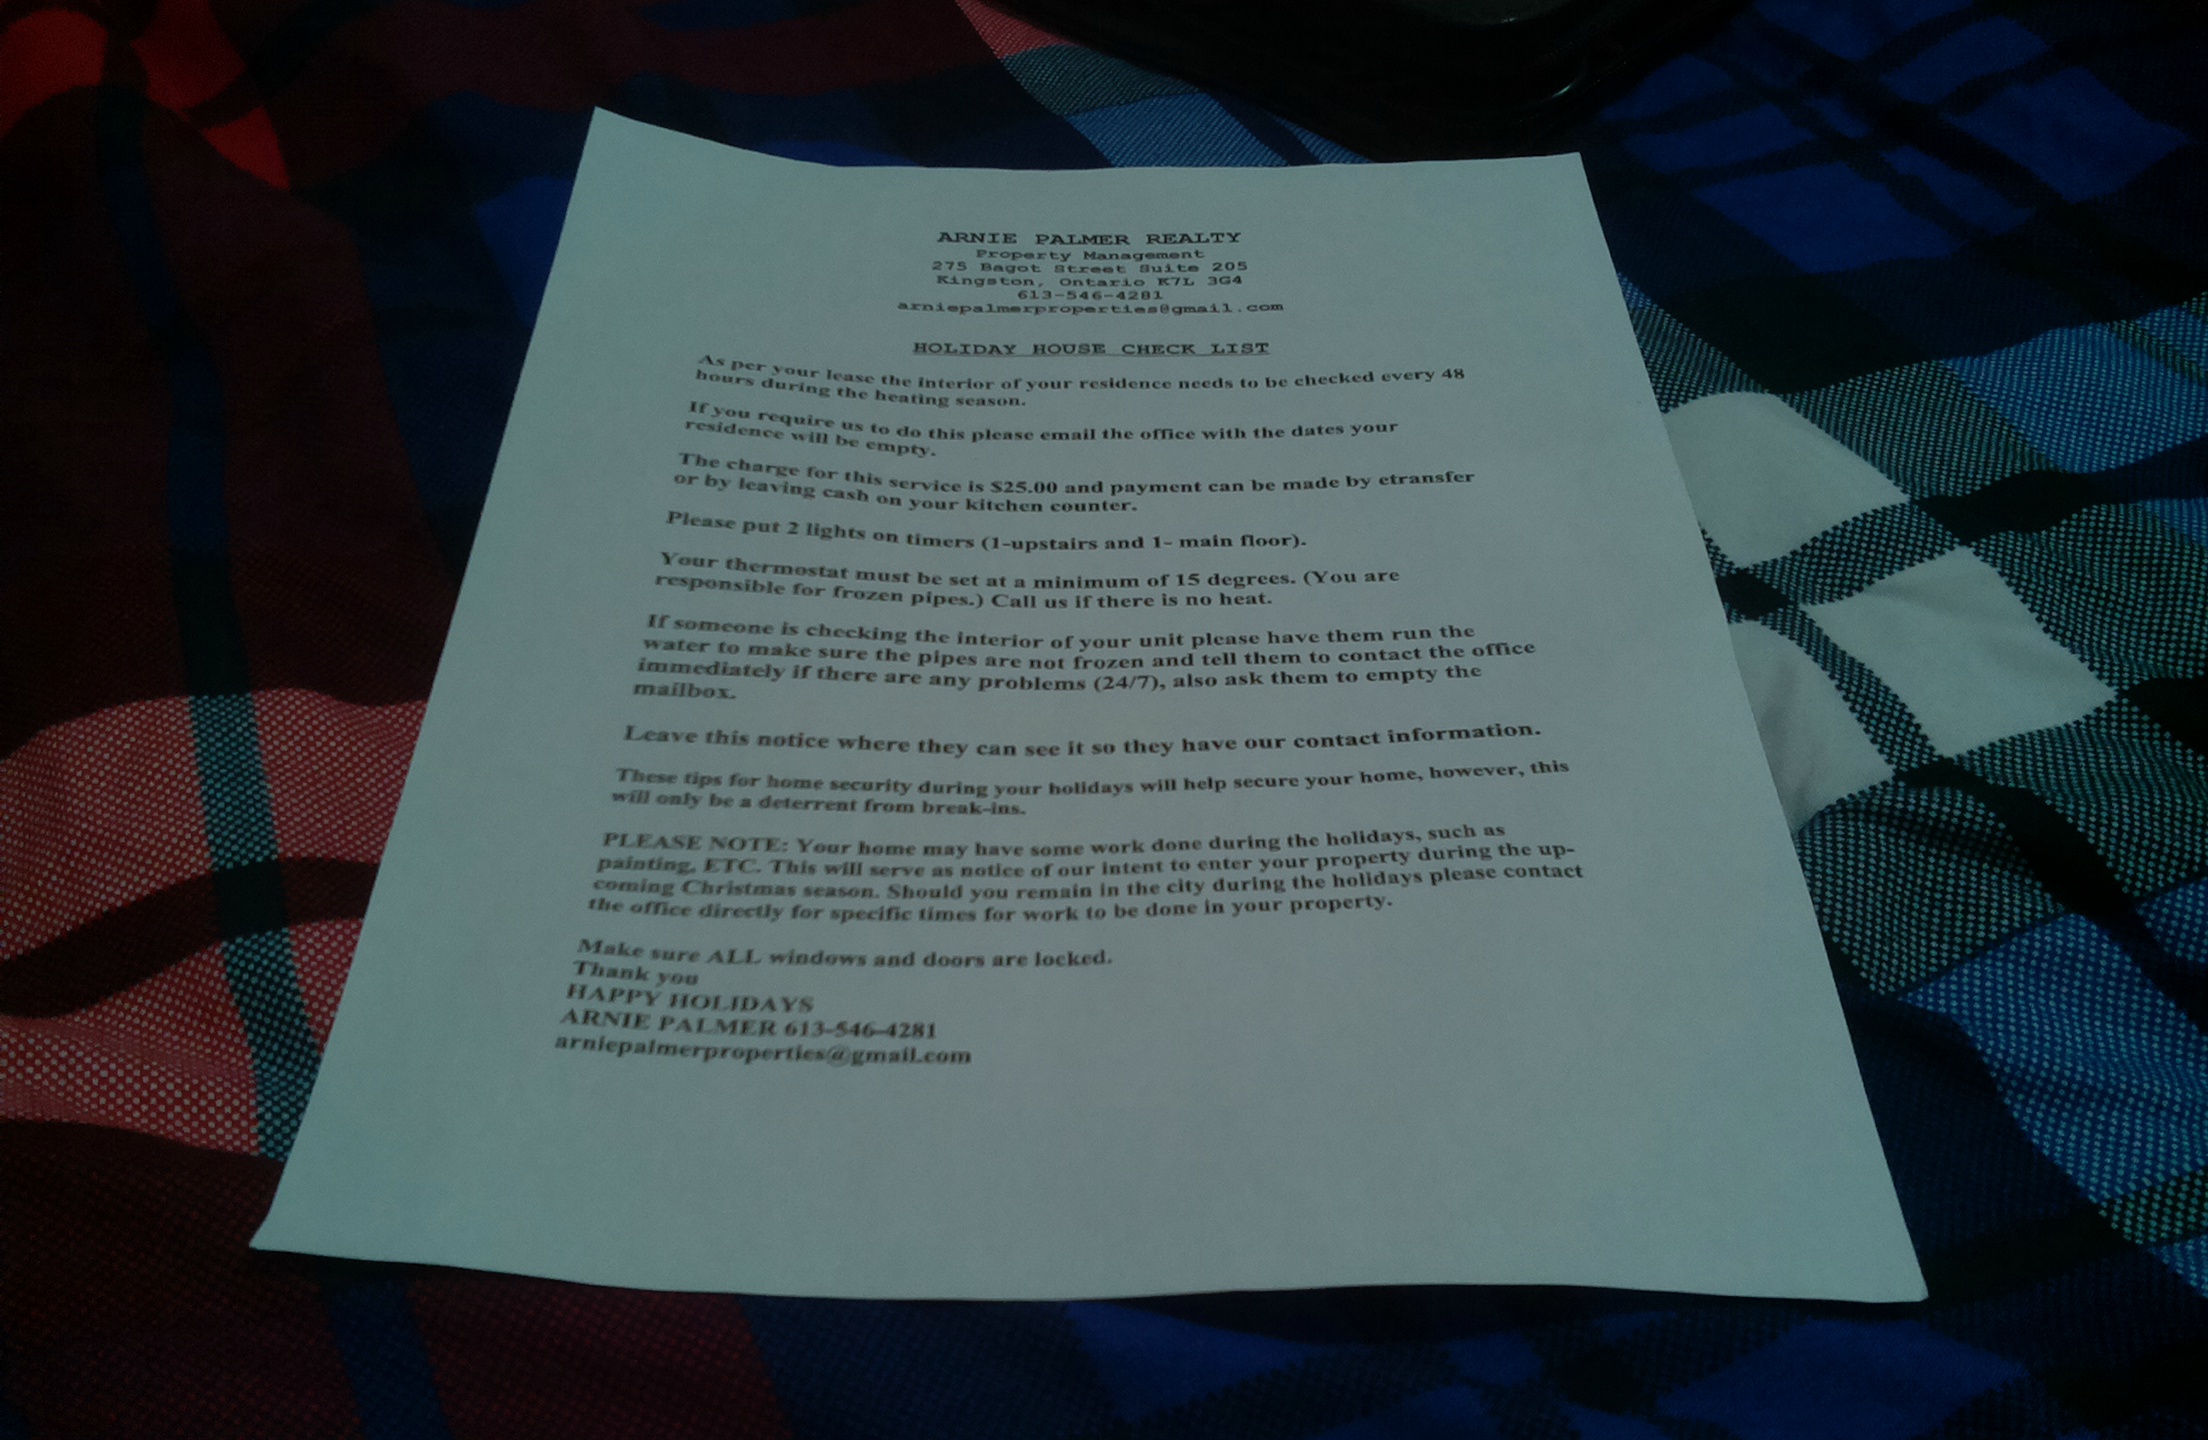 ARNIE PALMER REALTY
Property Management
275 Bagot Street Suite 205
Kingston, Ontario K7L 3G4
613-546-4281
arniepalmerproperties@gmail.com
HOLIDAY HOUSE CHECK LIST
As per your lease the interior of your residence needs to be checked every 48
hours during the heating season.
If you require us to do this please email the office with the dates your
residence will be empty.
The charge for this service is $25.00 and payment can be made by etransfer
or by leaving cash on your kitchen counter.
Please put 2 lights on timers (1-upstairs and 1- main floor).
Your thermostat must be set at a minimum of 15 degrees. (You are
responsible for frozen pipes.) Call us if there is no heat.
If someone is checking the interior of your unit please have them run the
water to make sure the pipes are not frozen and tell them to contact the office
immediately if there are any problems (24/7), also ask them to empty the
mailbox.
Leave this notice where they can see it so they have our contact information.
These tips for home security during your holidays will help secure your home, however, this
will only be a deterrent from break-ins.
PLEASE NOTE: Your home may have some work done during the holidays, such as
painting, ETC. This will serve as notice of our intent to enter your property during the up-
coming Christmas season. Should you remain in the city during the holidays please contact
the office directly for specific times for work to be done in your property.
Make sure ALL windows and doors are locked.
Thank you
HAPPY HOLIDAYS
ARNIE PALMER 613-546-4281
arniepalmerproperties@gmail.com